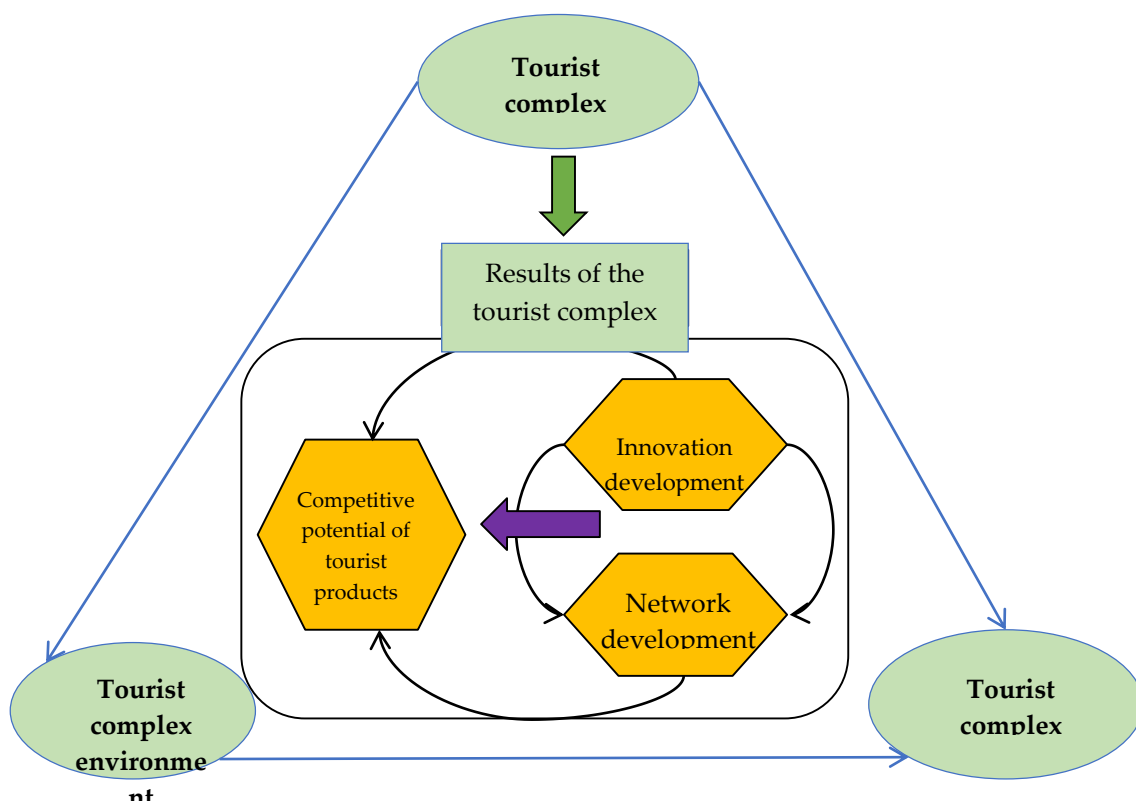 Tourist
complex
Results of the
tourist complex
Innovation
development
Competitive
potential of
tourist
products
Network
development
Tourist
complex
environme
nt
Tourist
complex